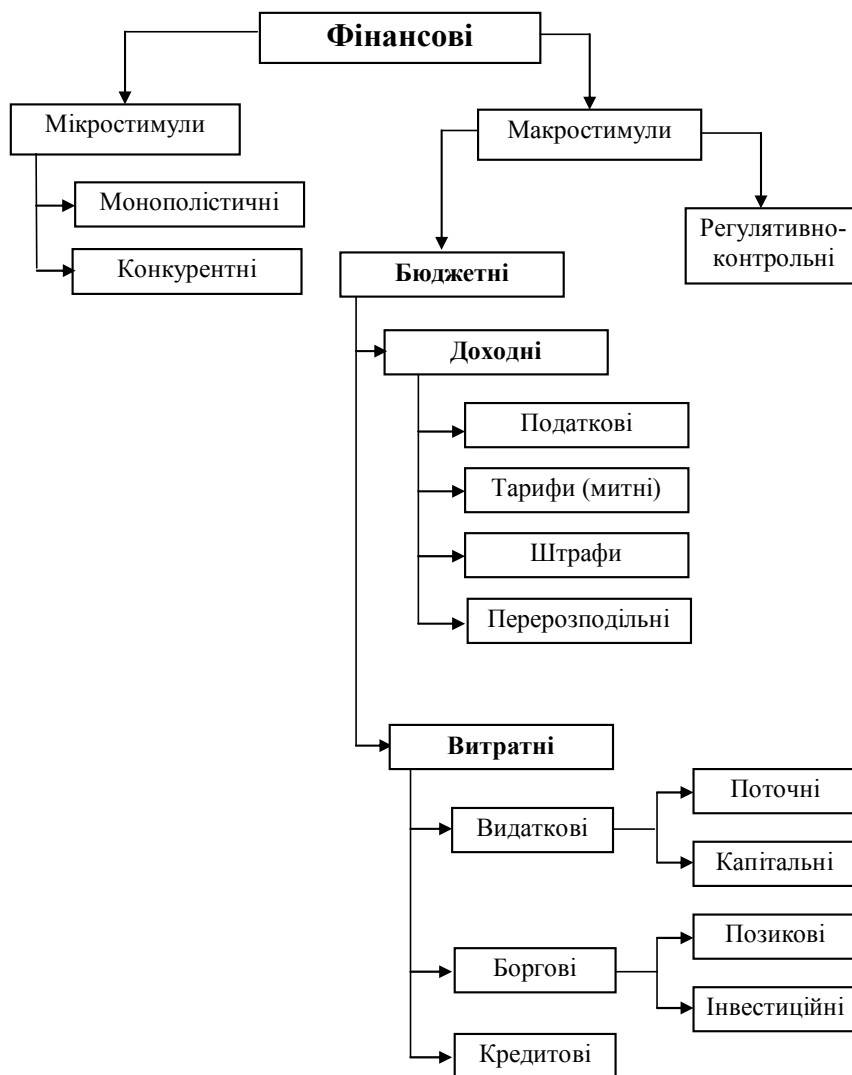 Фінансові
Мікростимули
Макростимули
Монополістичні
Конкурентні
Регулятивно-
контрольні
Бюджетні
Доходні
Податкові
Тарифи (митні)
Штрафи
Перерозподільні
Витратні
Видаткові
Поточні
Капітальні
Боргові
Позикові
Інвестиційні
Кредитові